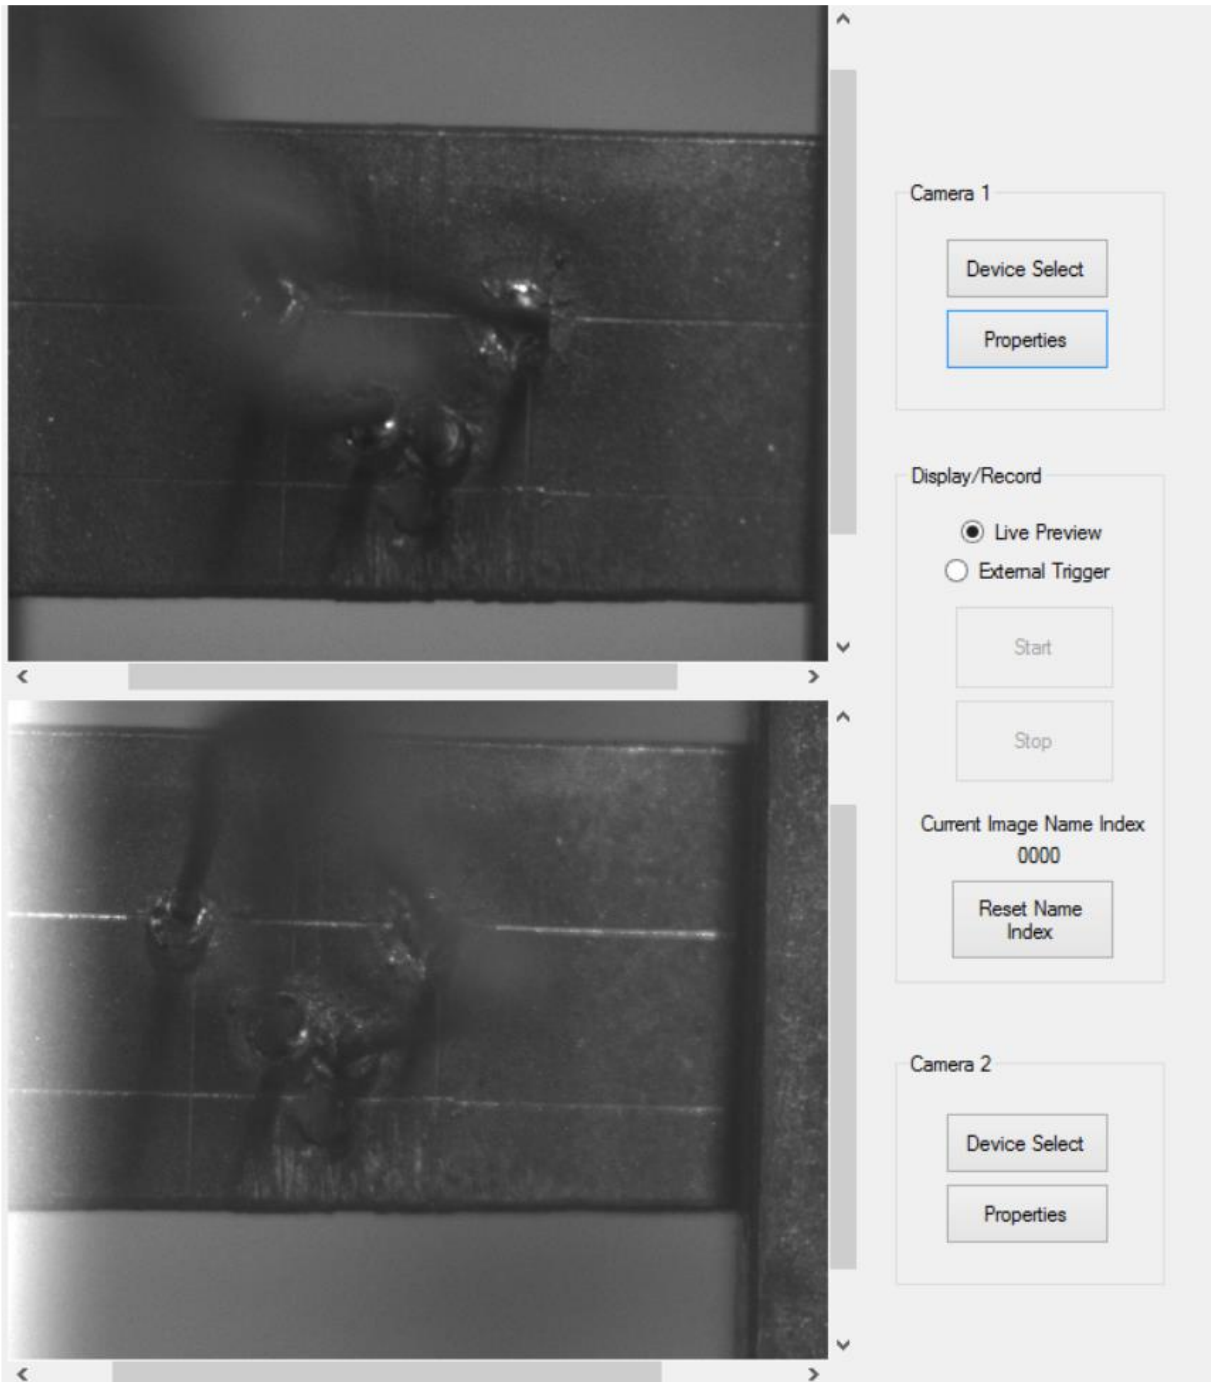 Camera 1
Device Select
Properties
Display/Record
Live Preview
External Trigger
Start
Stop
Current Image Name Index
0000
Reset Name
Index
Camera 2
Device Select
Properties